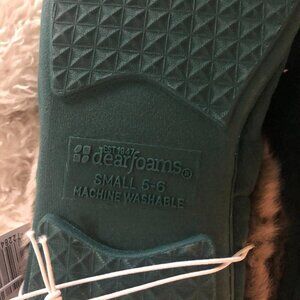 EST 1947
dearfoams®
SMALL 5-6
MACHINE WASHABLE